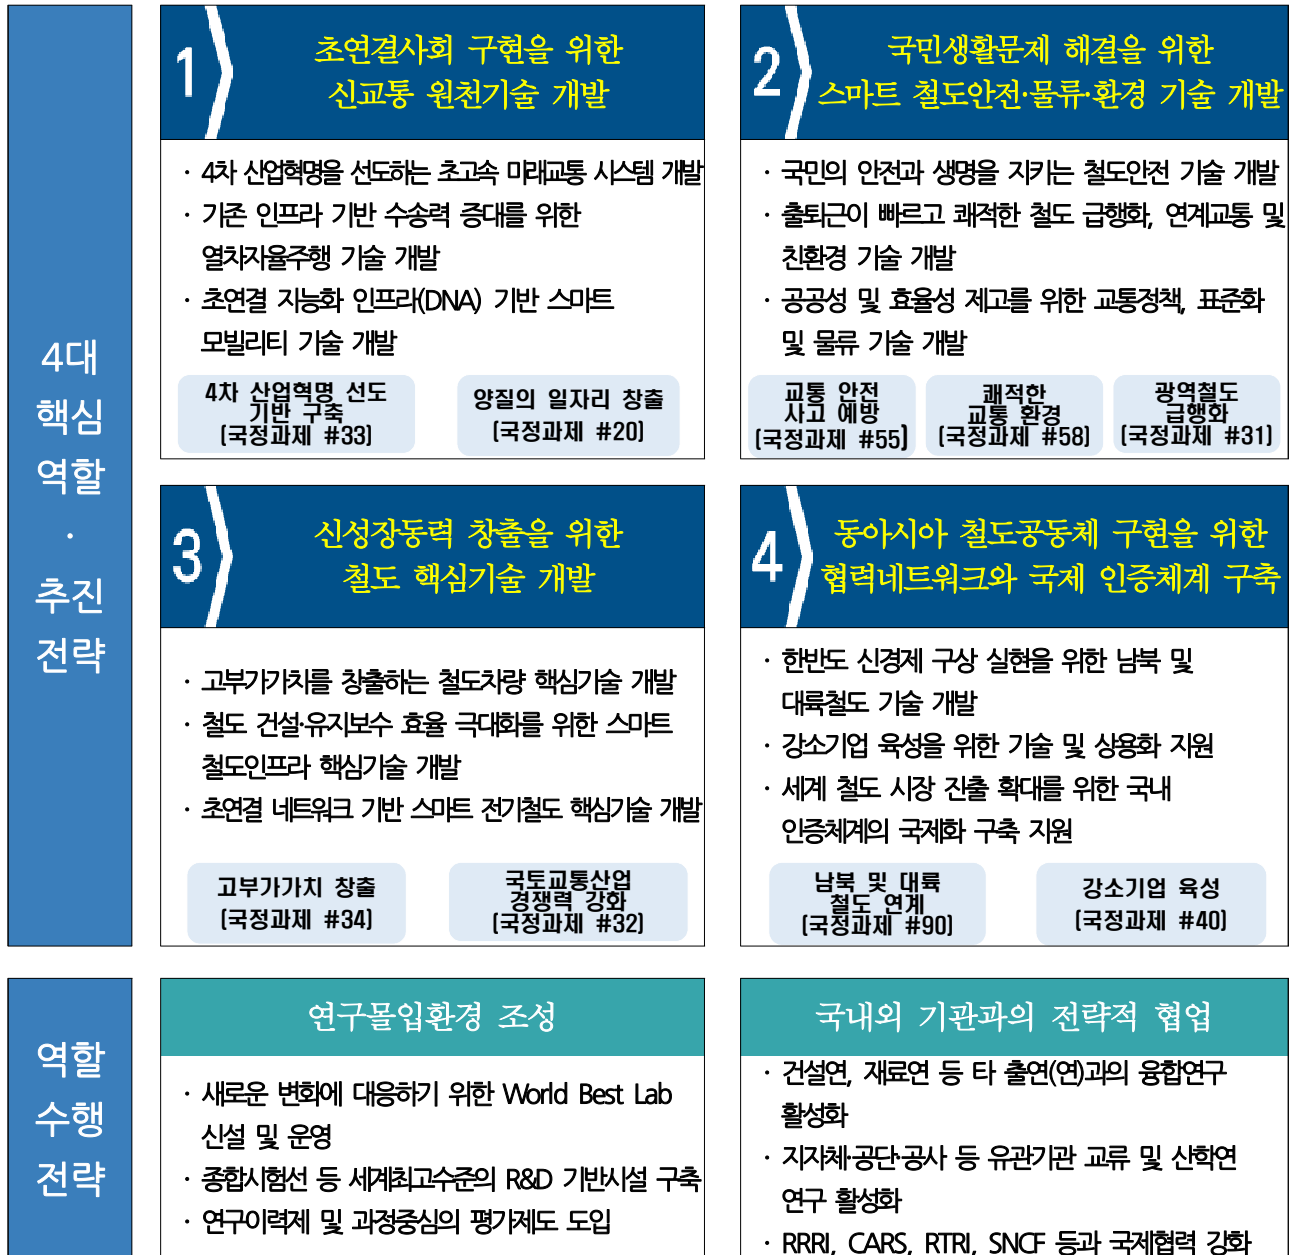 4대
핵심
역할
·
추진
전략
1
초연결사회 구현을 위한
신교통 원천기술 개발
· 4차 산업혁명을 선도하는 초고속 미래교통 시스템 개발
· 기존 인프라 기반 수송력 증대를 위한
열차자율주행 기술 개발
· 초연결 지능화 인프라(DNA) 기반 스마트
모빌리티 기술 개발
4차 산업혁명 선도
기반 구축
(국정과제 #33)
양질의 일자리 창출
(국정과제 #20)
2
국민생활문제 해결을 위한
스마트 철도안전·물류·환경 기술 개발
· 국민의 안전과 생명을 지키는 철도안전 기술 개발
· 출퇴근이 빠르고 쾌적한 철도 급행화, 연계교통 및
친환경 기술 개발
· 공공성 및 효율성 제고를 위한 교통정책, 표준화
및 물류 기술 개발
교통 안전
사고 예방
(국정과제 #55)
쾌적한
교통 환경
(국정과제 #58)
광역철도
급행화
(국정과제 #31)
3
신성장동력 창출을 위한
철도 핵심기술 개발
· 고부가가치를 창출하는 철도차량 핵심기술 개발
· 철도 건설·유지보수 효율 극대화를 위한 스마트
철도인프라 핵심기술 개발
· 초연결 네트워크 기반 스마트 전기철도 핵심기술 개발
고부가가치 창출
(국정과제 #34)
국토교통산업
경쟁력 강화
(국정과제 #32)
4
동아시아 철도공동체 구현을 위한
협력네트워크와 국제 인증체계 구축
· 한반도 신경제 구상 실현을 위한 남북 및
대륙철도 기술 개발
· 강소기업 육성을 위한 기술 및 상용화 지원
· 세계 철도 시장 진출 확대를 위한 국내
인증체계의 국제화 구축 지원
남북 및 대륙
철도 연계
(국정과제 #90)
강소기업 육성
(국정과제 #40)
역할
수행
전략
연구몰입환경 조성
· 새로운 변화에 대응하기 위한 World Best Lab
신설 및 운영
· 종합시험선 등 세계최고수준의 R&D 기반시설 구축
· 연구이력제 및 과정중심의 평가제도 도입
국내외 기관과의 전략적 협업
· 건설연, 재료연 등 타 출연(연)과의 융합연구
활성화
· 지자체·공단·공사 등 유관기관 교류 및 산학연
연구 활성화
· RRRI, CARS, RTRI, SNCF 등과 국제협력 강화